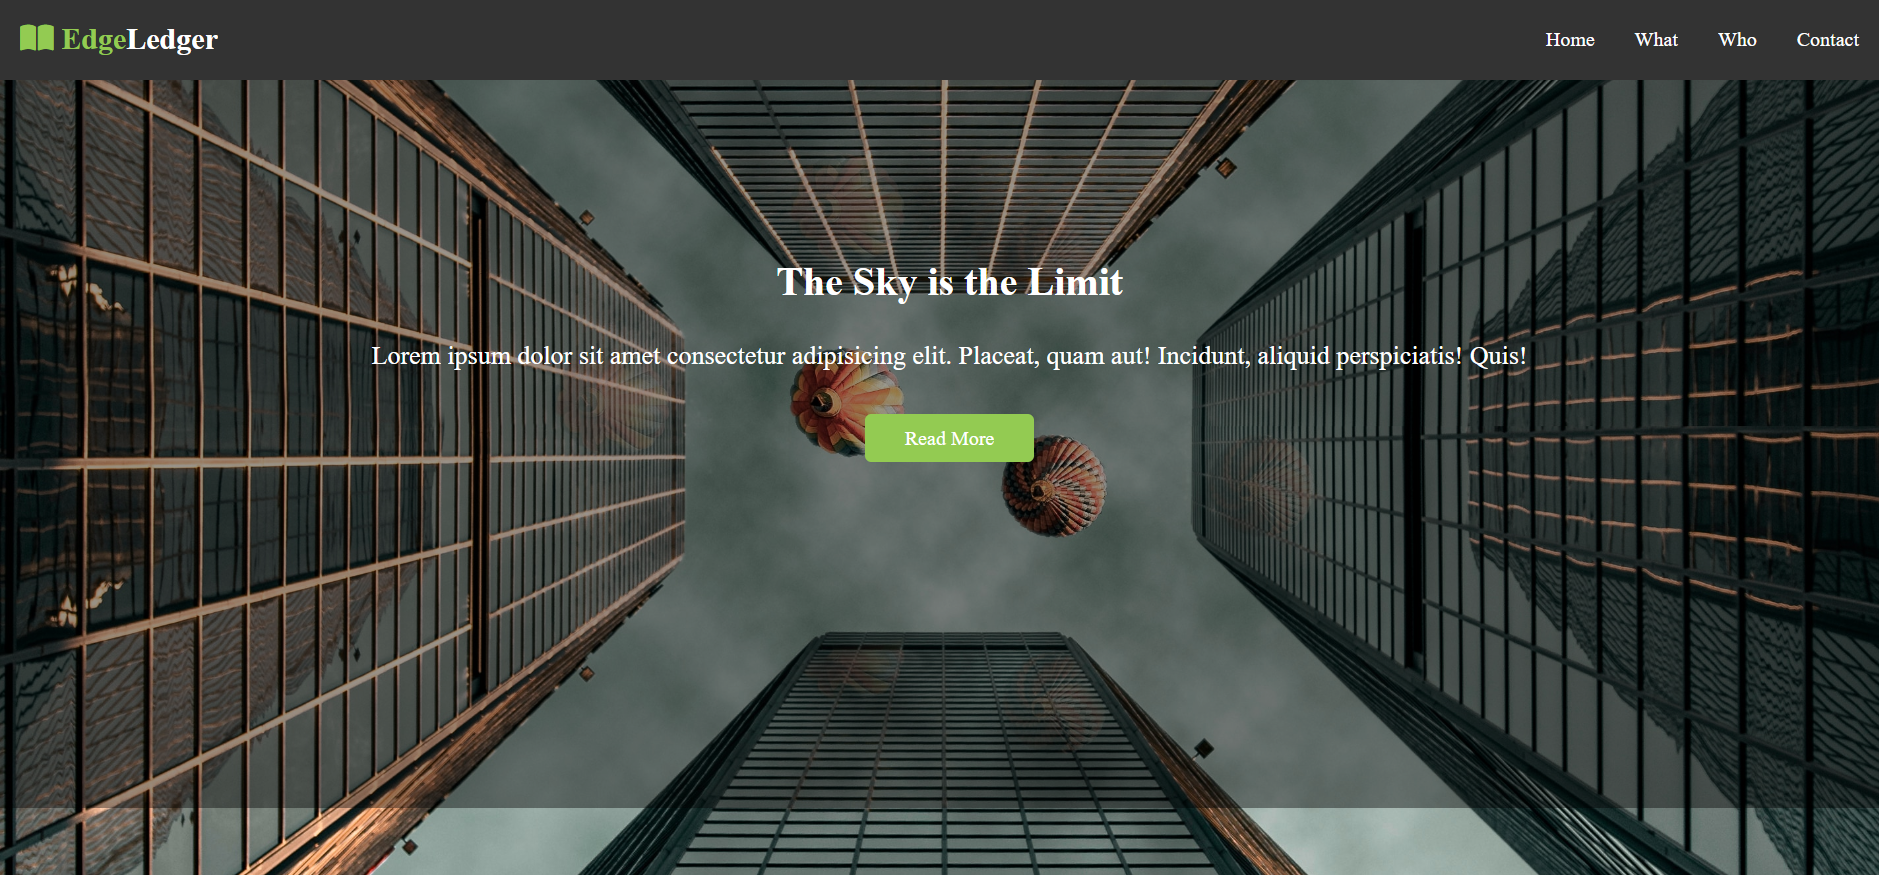 EdgeLedger
Home What Who Contact
The Sky is the Limit
Lorem ipsum dolor sit amet consectetur adipisicing elit. Placeat, quam aut! Incidunt, aliquid perspiciatis! Quis!
Read More